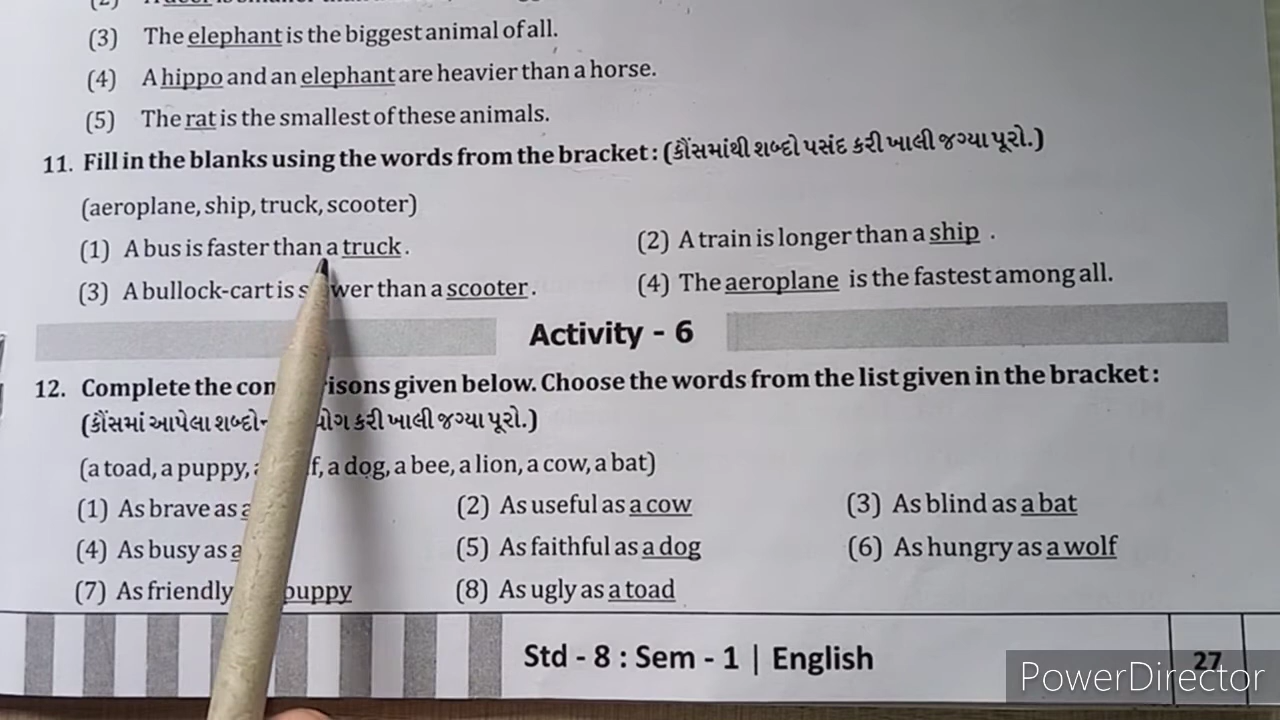 (3) The elephant is the biggest animal of all.
(4) A hippo and an elephant are heavier than a horse.
(5) The rat is the smallest of these animals.
11. Fill in the blanks using the words from the bracket : (કૌંસમાંથી શબ્દો પસંદ કરી ખાલી જગ્યા પૂરો.)
(aeroplane, ship, truck, scooter)
(1) A bus is faster than a truck .
(2) A train is longer than a ship .
(3) A bullock-cart is s wer than a scooter .
(4) The aeroplane is the fastest among all.
Activity - 6
12. Complete the com risons given below. Choose the words from the list given in the bracket :
(કૌંસમાં આપેલા શબ્દોન યોગ કરી ખાલી જગ્યા પૂરો.)
(a toad, a puppy, a f, a dog, a bee, a lion, a cow, a bat)
(1) As brave as a
(2) As useful as a cow
(3) As blind as a bat
(4) As busy as a
(5) As faithful as a dog
(6) As hungry as a wolf
(7) As friendly puppy
(8) As ugly as a toad
Std - 8 : Sem - 1 | English
27
PowerDirector